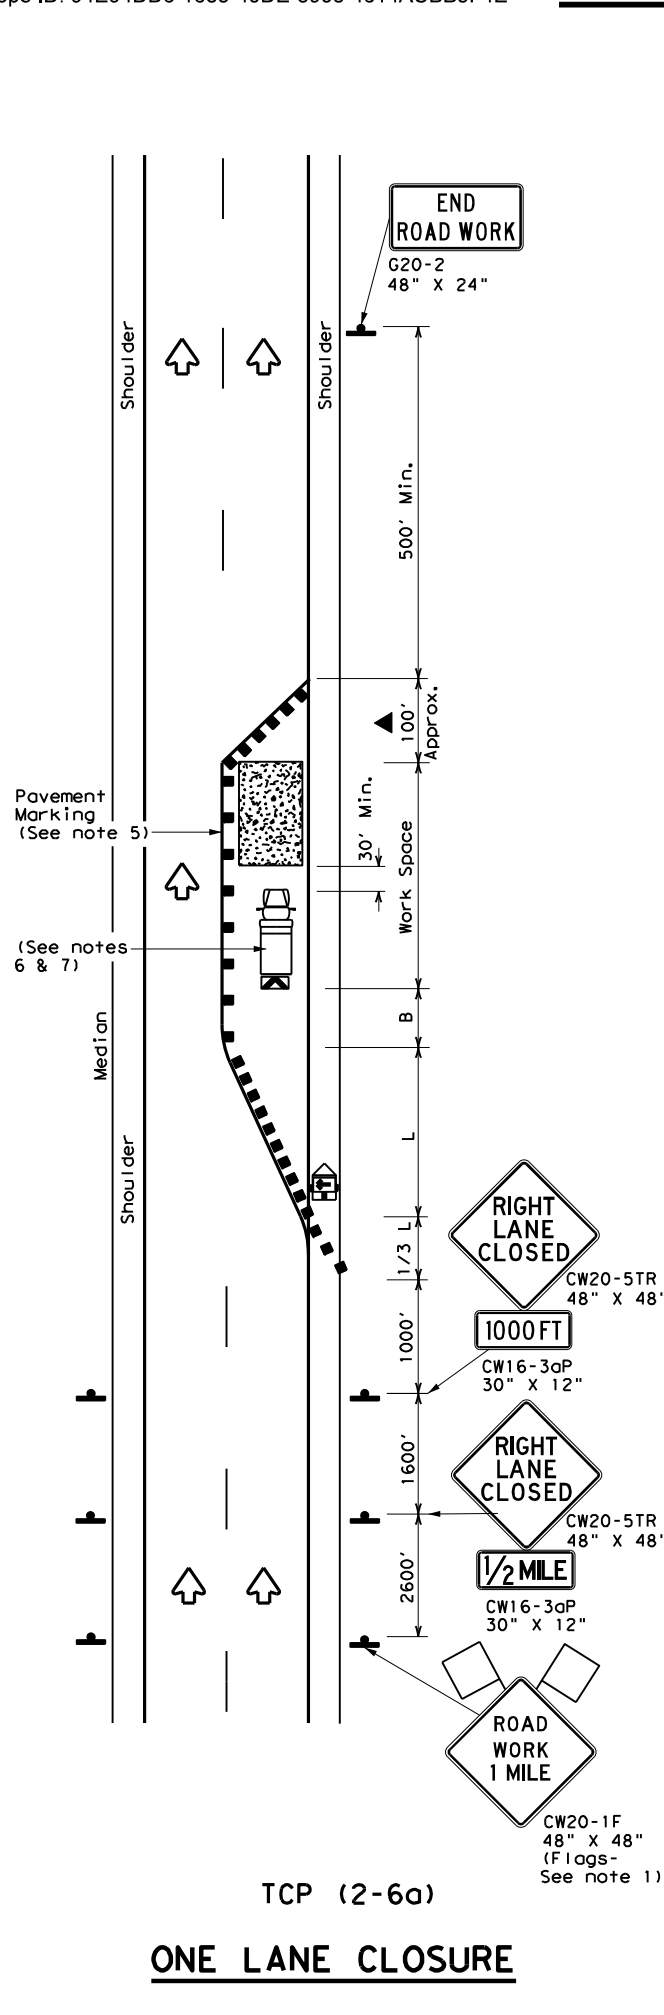 END
ROAD WORK
G20-2
48" X 24"
Shoulder
Shoulder
500' Min.
100'
Approx.
Pavement
Marking
(See note 5)
30' Min.
Work Space
(See notes
6 & 7)
B
Median
L
Shoulder
RIGHT
LANE
CLOSED
1/3 L
CW20-5TR
48" X 48"
1000 FT
1000'
CW16-3aP
30" X 12"
RIGHT
LANE
CLOSED
1600'
CW20-5TR
48" X 48"
1/2 MILE
2600'
CW16-3aP
30" X 12"
ROAD
WORK
1 MILE
CW20-1F
48" X 48"
(Flags-
See note 1)
TCP (2-6a)
ONE LANE CLOSURE